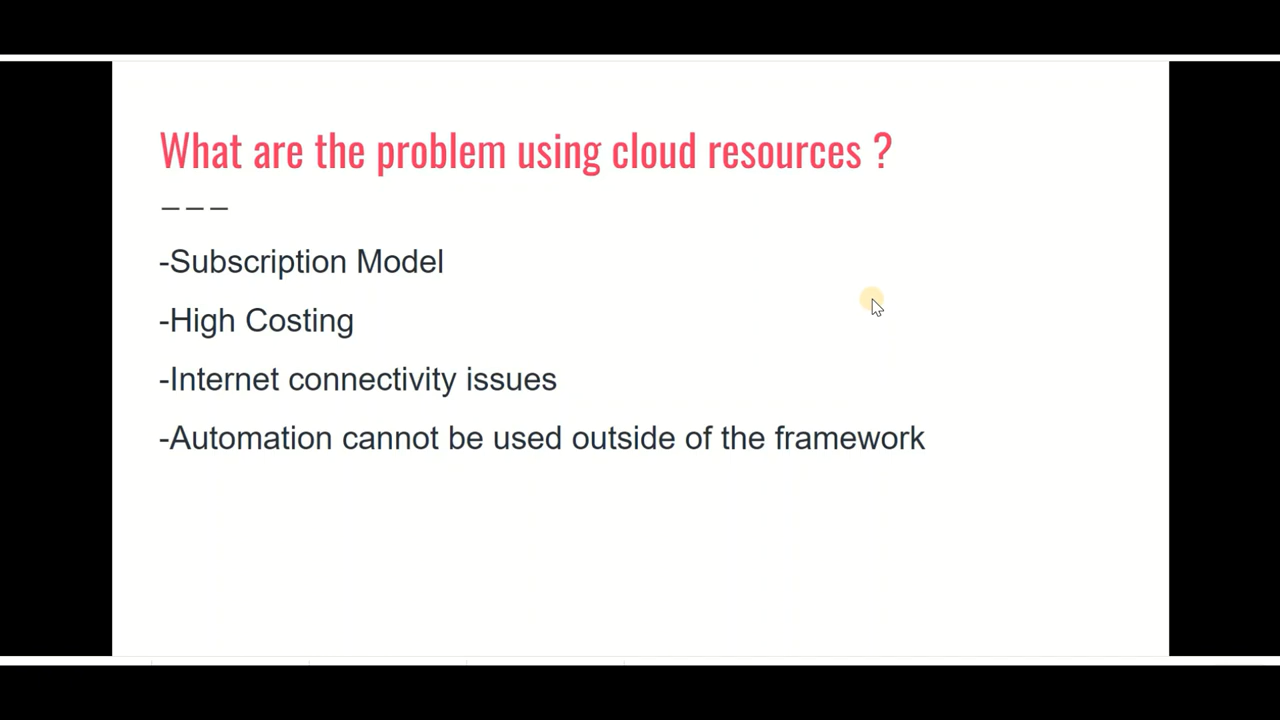 What are the problem using cloud resources ?
-Subscription Model
-High Costing
-Internet connectivity issues
-Automation cannot be used outside of the framework